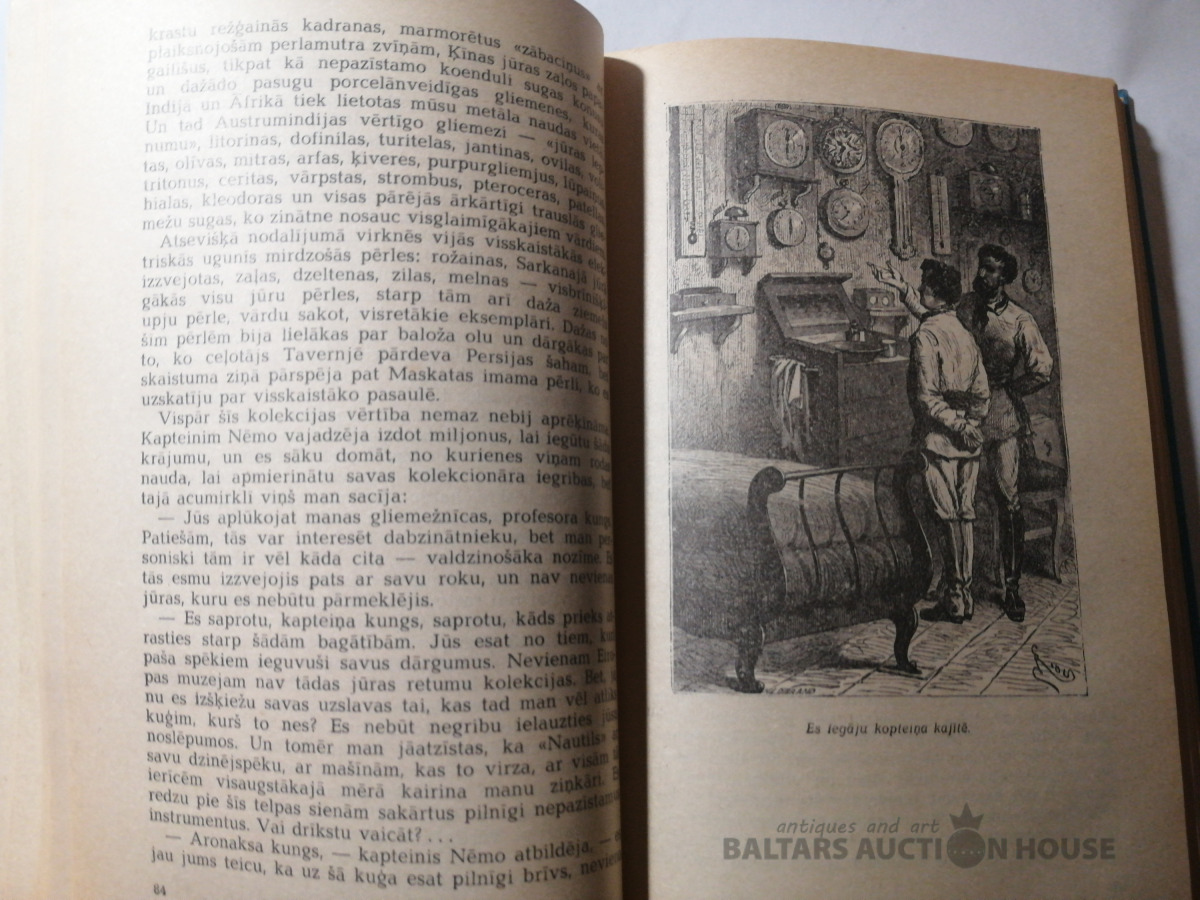 krastu režģainās kadranas, marmorētus «zābaciņus»
plaiksnojošām perlamutra zvīņām, Ķīnas jūras zaļos
gailišus, tikpat kā nepazīstamo koenduli sugas
un dažādo pasugu porcelānveidīgas gliemenes,
Indijā un Āfrikā tiek lietotas mūsu metāla naudas
Un tad Austrumindijas vērtīgo gliemezi — «jūras
numu», litorinas, dofinilas, turitelas, jantinas, ovilas,
tas, olīvas, mitras, arfas, ķiveres, purpurgliemjus,
tritonus, ceritas, vārpstas, strombus, pteroceras,
hialas, kleodoras un visas pārējās ārkārtīgi trauslās
mežu sugas, ko zinātne nosauc visglaimīgākajiem
Atsevišķā nodalījumā virknēs vijās visskaistākās
triskās ugunis mirdzošās pērles: rožainas, Sarkanajā
izzvejotas, zaļas, dzeltenas, zilas, melnas —
gākās visu jūru pērles, starp tām arī daža
upju pērle, vārdu sakot, visretākie eksemplāri. Dažas
šīm pērlēm bija lielākas par baloža olu un dārgākas
to, ko ceļotājs Tavernjē pārdeva Persijas šaham,
skaistuma ziņā pārspēja pat Maskatas imama pērli, ko
uzskatīju par visskaistāko pasaulē.
Vispār šīs kolekcijas vērtība nemaz nebij
Kapteinim Nēmo vajadzēja izdot miljonus, lai iegūtu
krājumu, un es sāku domāt, no kurienes viņam
nauda, lai apmierinātu savas kolekcionāra iegribas,
tajā acumirklī viņš man sacīja:
— Jūs aplūkojat manas gliemežnīcas, profesora kungs.
Patiešām, tās var interesēt dabzinātnieku, bet man
soniski tām ir vēl kāda cita — valdzinošāka nozīme.
tās esmu izzvejojis pats ar savu roku, un nav
jūras, kuru es nebūtu pārmeklējis.
— Es saprotu, kapteiņa kungs, saprotu, kāds prieks
rasties starp šādām bagātībām. Jūs esat no tiem,
paša spēkiem ieguvuši savus dārgumus. Nevienam
pas muzejam nav tādas jūras retumu kolekcijas. Bet,
nu es izšķiežu savas uzslavas tai, kas tad man vēl
kuģim, kurš to nes? Es nebūt negribu ielauzties
noslēpumos. Un tomēr man jāatzīstas, ka «Nautils»
savu dzinējspēku, ar mašīnām, kas to virza, ar visām
ierīcēm visaugstākajā mērā kairina manu ziņkāri.
redzu pie šīs telpas sienām sakārtus pilnīgi
instrumentus. Vai drīkstu vaicāt?...
— Aronaksa kungs, — kapteinis Nēmo atbildēja, —
jau jums teicu, ka uz šā kuģa esat pilnīgi brīvs,
84
Es iegāju kapteiņa kajītē.
antiques and art
BALTARS AUCTION HOUSE